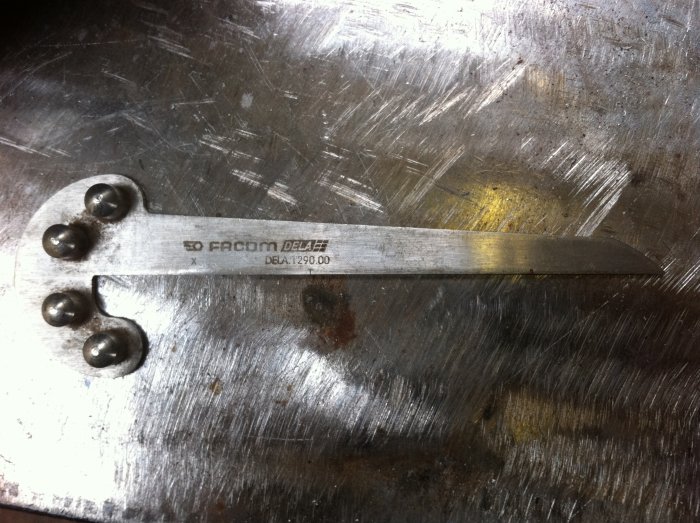 FACOM DELA
X DELA.1290.00
T